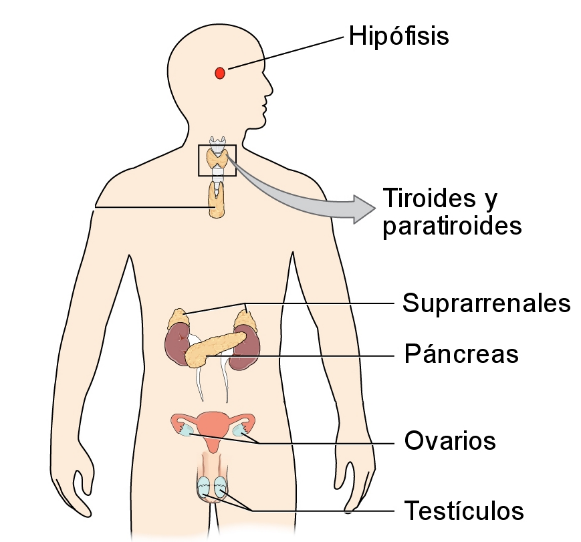 Hipófisis
Tiroides y
paratiroides
Suprarrenales
Páncreas
Ovarios
Testículos